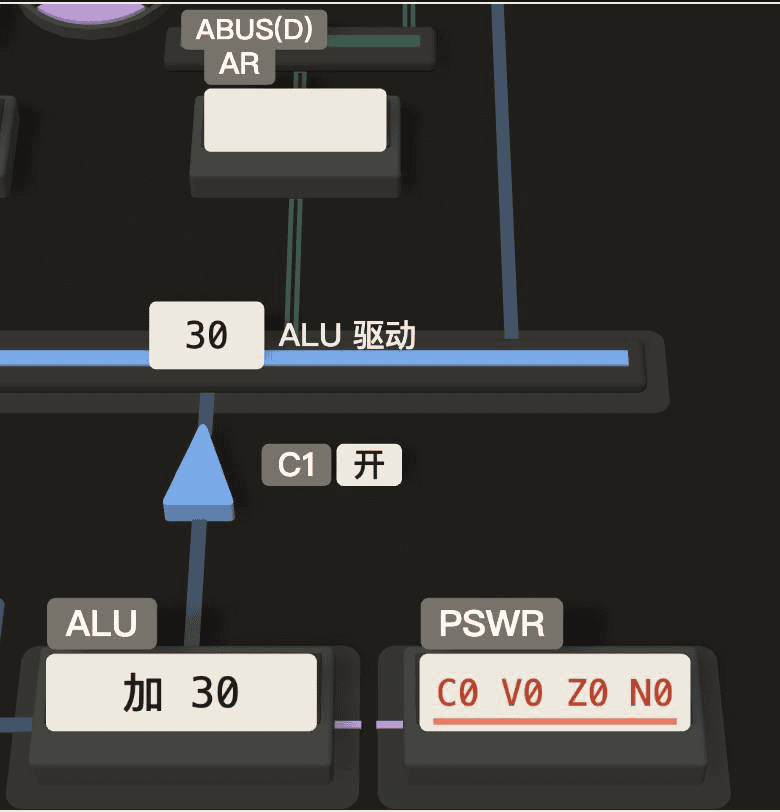 ABUS(D)
AR
30 ALU 驱动
C1 开
ALU
加 30
PSWR
C0 V0 Z0 N0